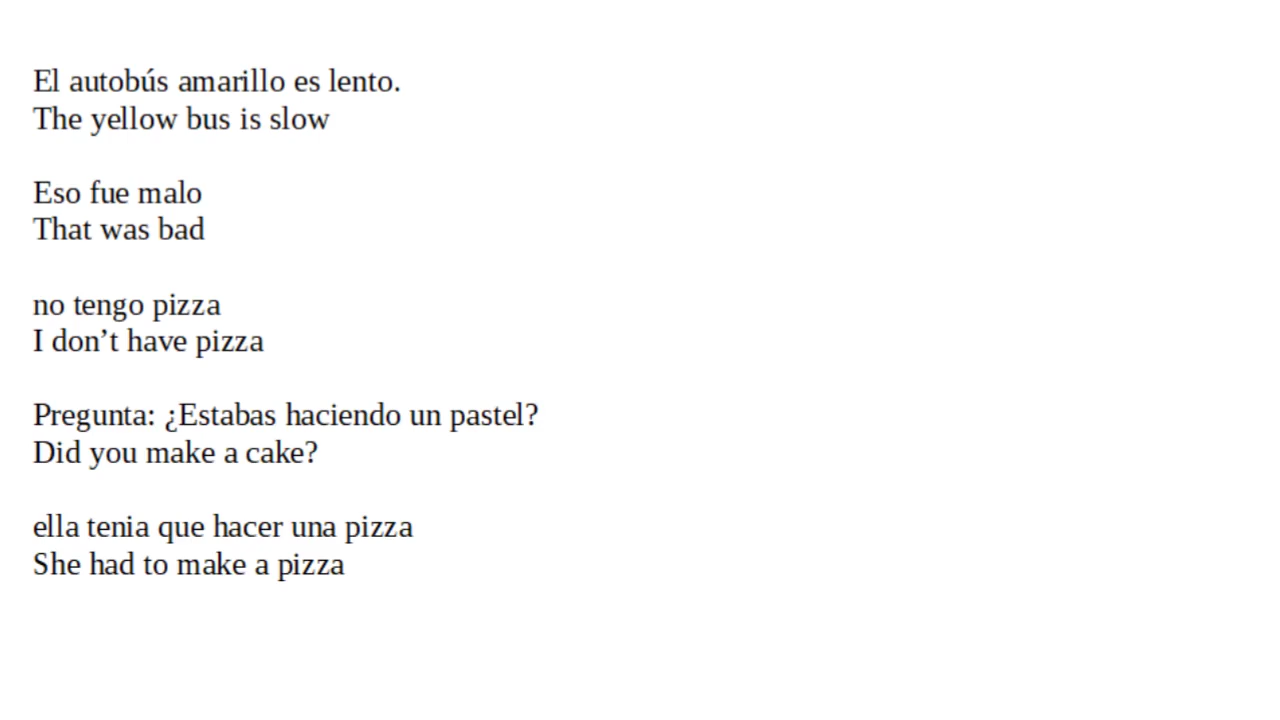 El autobús amarillo es lento.
The yellow bus is slow
Eso fue malo
That was bad
no tengo pizza
I don’t have pizza
Pregunta: ¿Estabas haciendo un pastel?
Did you make a cake?
ella tenia que hacer una pizza
She had to make a pizza